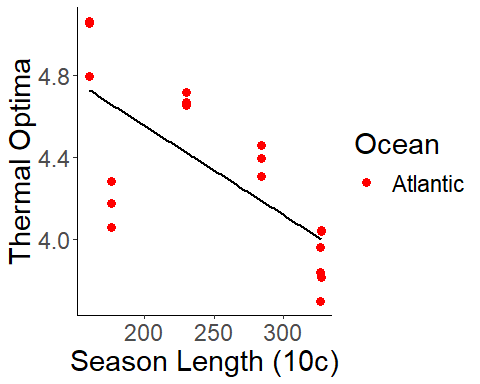 Thermal Optima
4.8
4.4
4.0
200 250 300
Season Length (10c)
Ocean
Atlantic